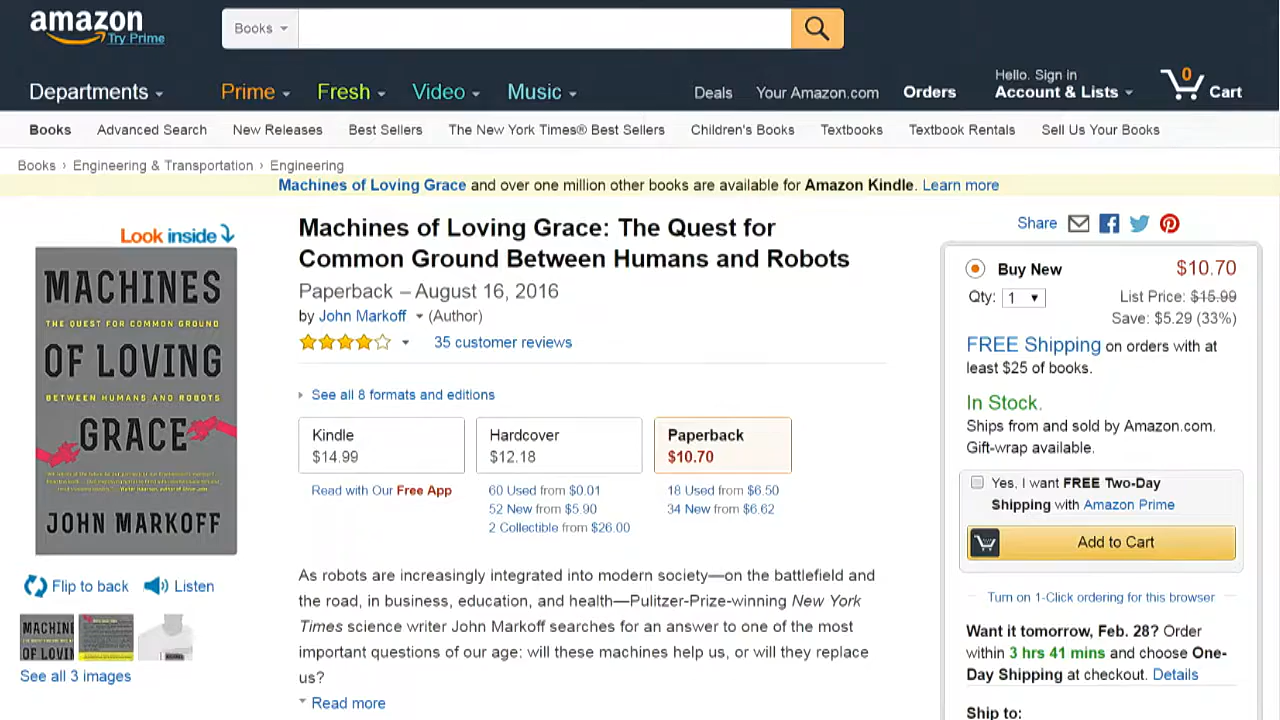 amazon
Try Prime
Books
Departments
Prime
Fresh
Video
Music
Deals
Your Amazon.com
Orders
Hello. Sign in
Account & Lists
0
Cart
Books
Advanced Search
New Releases
Best Sellers
The New York Times® Best Sellers
Children's Books
Textbooks
Textbook Rentals
Sell Us Your Books
Books › Engineering & Transportation › Engineering
Machines of Loving Grace and over one million other books are available for Amazon Kindle. Learn more
Look inside
MACHINES
THE QUEST FOR COMMON GROUND
OF LOVING
BETWEEN HUMANS AND ROBOTS
GRACE
JOHN MARKOFF
Flip to back
Listen
See all 3 images
Machines of Loving Grace: The Quest for
Common Ground Between Humans and Robots
Paperback – August 16, 2016
by John Markoff (Author)
35 customer reviews
See all 8 formats and editions
Kindle
$14.99
Read with Our Free App
Hardcover
$12.18
60 Used from $0.01
52 New from $5.90
2 Collectible from $26.00
Paperback
$10.70
18 Used from $6.50
34 New from $6.62
As robots are increasingly integrated into modern society—on the battlefield and
the road, in business, education, and health—Pulitzer-Prize-winning New York
Times science writer John Markoff searches for an answer to one of the most
important questions of our age: will these machines help us, or will they replace
us?
Read more
Share
Buy New
$10.70
Qty: 1
List Price: $15.99
Save: $5.29 (33%)
FREE Shipping on orders with at
least $25 of books.
In Stock.
Ships from and sold by Amazon.com.
Gift-wrap available.
Yes, I want FREE Two-Day
Shipping with Amazon Prime
Add to Cart
Turn on 1-Click ordering for this browser
Want it tomorrow, Feb. 28? Order
within 3 hrs 41 mins and choose One-
Day Shipping at checkout. Details
Ship to: